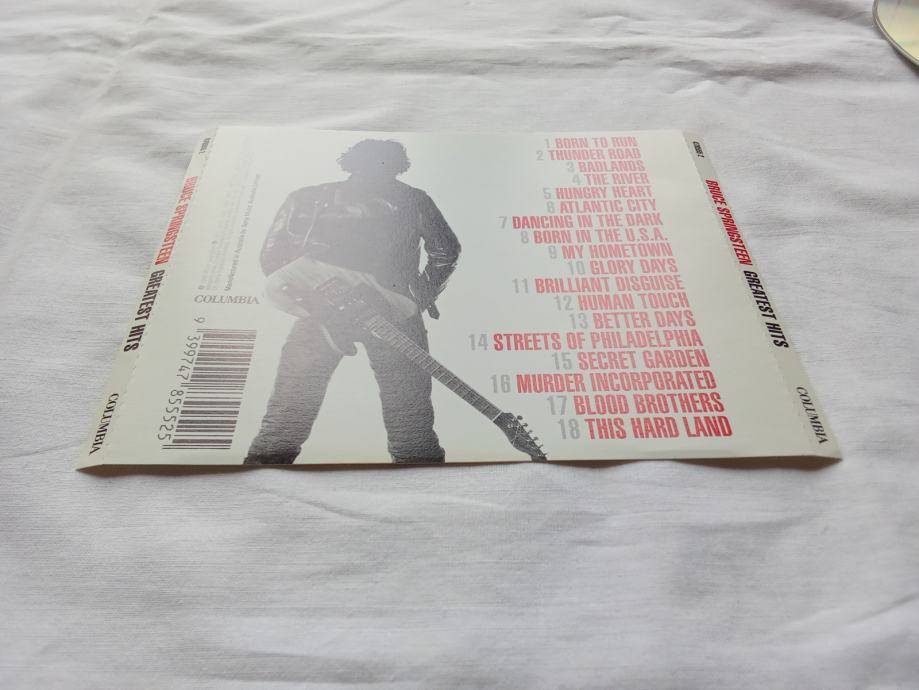 1 BORN TO RUN
2 THUNDER ROAD
3 BADLANDS
4 THE RIVER
5 HUNGRY HEART
6 ATLANTIC CITY
7 DANCING IN THE DARK
8 BORN IN THE U.S.A.
9 MY HOMETOWN
10 GLORY DAYS
11 BRILLIANT DISGUISE
12 HUMAN TOUCH
13 BETTER DAYS
14 STREETS OF PHILADELPHIA
15 SECRET GARDEN
16 MURDER INCORPORATED
17 BLOOD BROTHERS
18 THIS HARD LAND
COLUMBIA
9 399747 855525
BRUCE SPRINGSTEEN GREATEST HITS
COLUMBIA
BRUCE SPRINGSTEEN GREATEST HITS
COLUMBIA